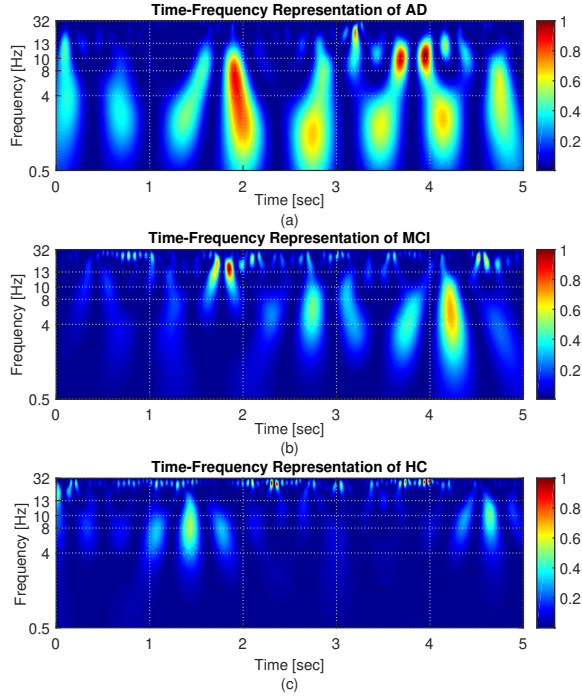 Time-Frequency Representation of AD
Frequency [Hz]
32
13
10
8
4
0.5
0 1 2 3 4 5
Time [sec]
1
0.8
0.6
0.4
0.2
(a)
Time-Frequency Representation of MCI
Frequency [Hz]
32
13
10
8
4
0.5
0 1 2 3 4 5
Time [sec]
1
0.8
0.6
0.4
0.2
(b)
Time-Frequency Representation of HC
Frequency [Hz]
32
13
10
8
4
0.5
0 1 2 3 4 5
Time [sec]
1
0.8
0.6
0.4
0.2
(c)